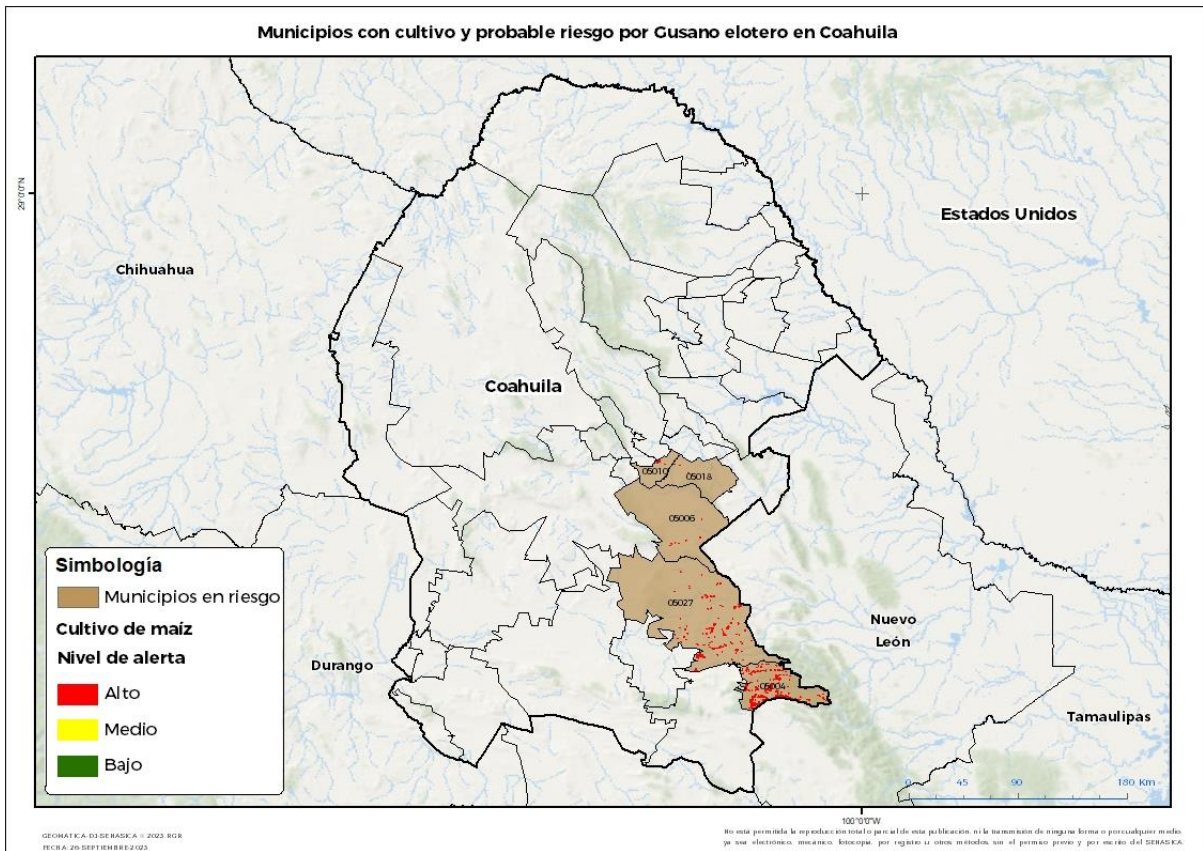 Municipios con cultivo y probable riesgo por Gusano elotero en Coahuila
29°0'0"N
Estados Unidos
Chihuahua
Coahuila
05010
05018
05006
05027
05004
Nuevo
León
Durango
Tamaulipas
Simbología
Municipios en riesgo
Cultivo de maíz
Nivel de alerta
Alto
Medio
Bajo
0 45 90 180 Km
100°0'0"W
GEOMATICA-DJ-SENASICA © 2023 RGR
FECHA: 26-SEPTIEMBRE-2023
No está permitida la reproducción total o parcial de esta publicación, ni la transmisión de ninguna forma o por cualquier medio,
ya sea electrónico, mecánico, fotocopia, por registro u otros métodos, sin el permiso previo y por escrito del SENASICA.